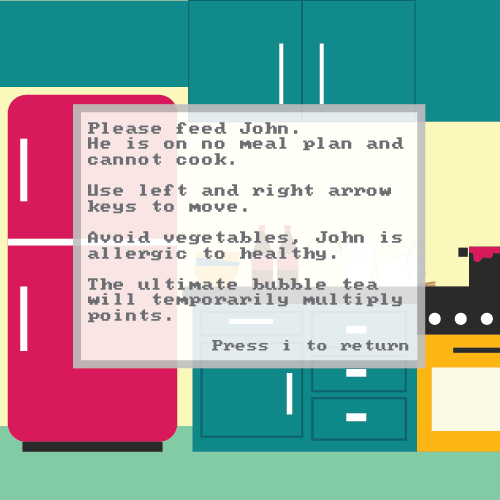 Please feed John.
He is on no meal plan and
cannot cook.
Use left and right arrow
keys to move.
Avoid vegetables, John is
allergic to healthy.
The ultimate bubble tea
will temporarily multiply
points.
Press i to return